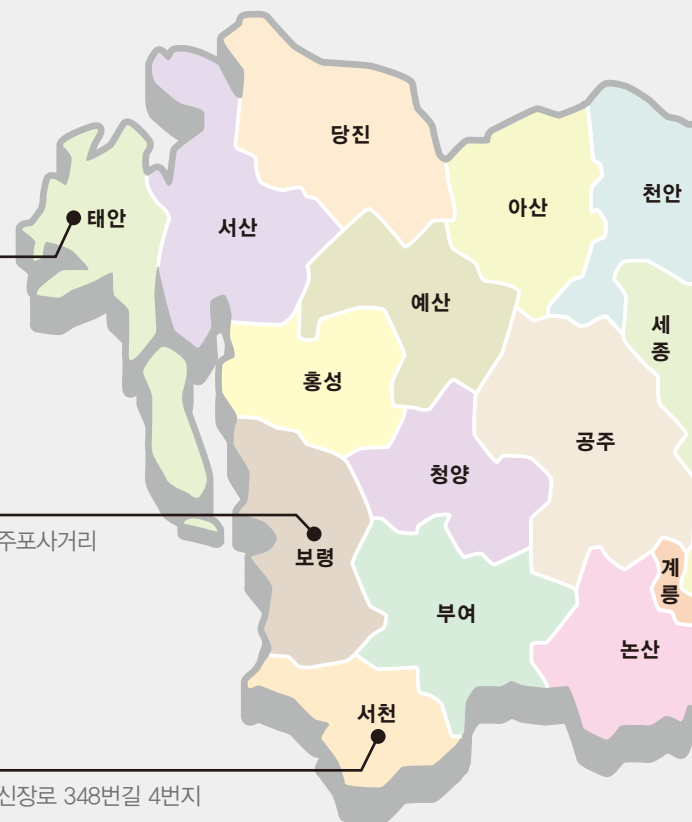 당진
천안
아산
태안
서산
예산
세
종
홍성
공주
청양
주포사거리
보령
계
룡
부여
논산
서천
신장로 348번길 4번지